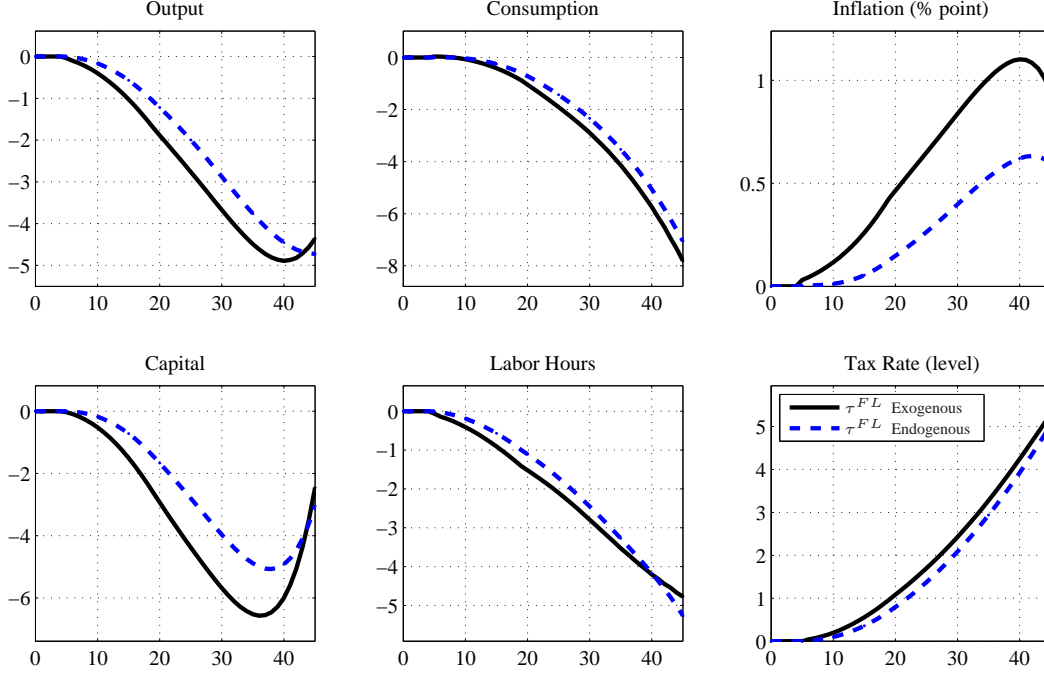 Output
Consumption
Inflation (% point)
0
−1
−2
−3
−4
−5
0 10 20 30 40
0
−2
−4
−6
−8
0 10 20 30 40
1
0.5
0
0 10 20 30 40
Capital
Labor Hours
Tax Rate (level)
0
−2
−4
−6
0 10 20 30 40
0
−1
−2
−3
−4
−5
0 10 20 30 40
τ^{FL} Exogenous
τ^{FL} Endogenous
5
4
3
2
1
0
0 10 20 30 40